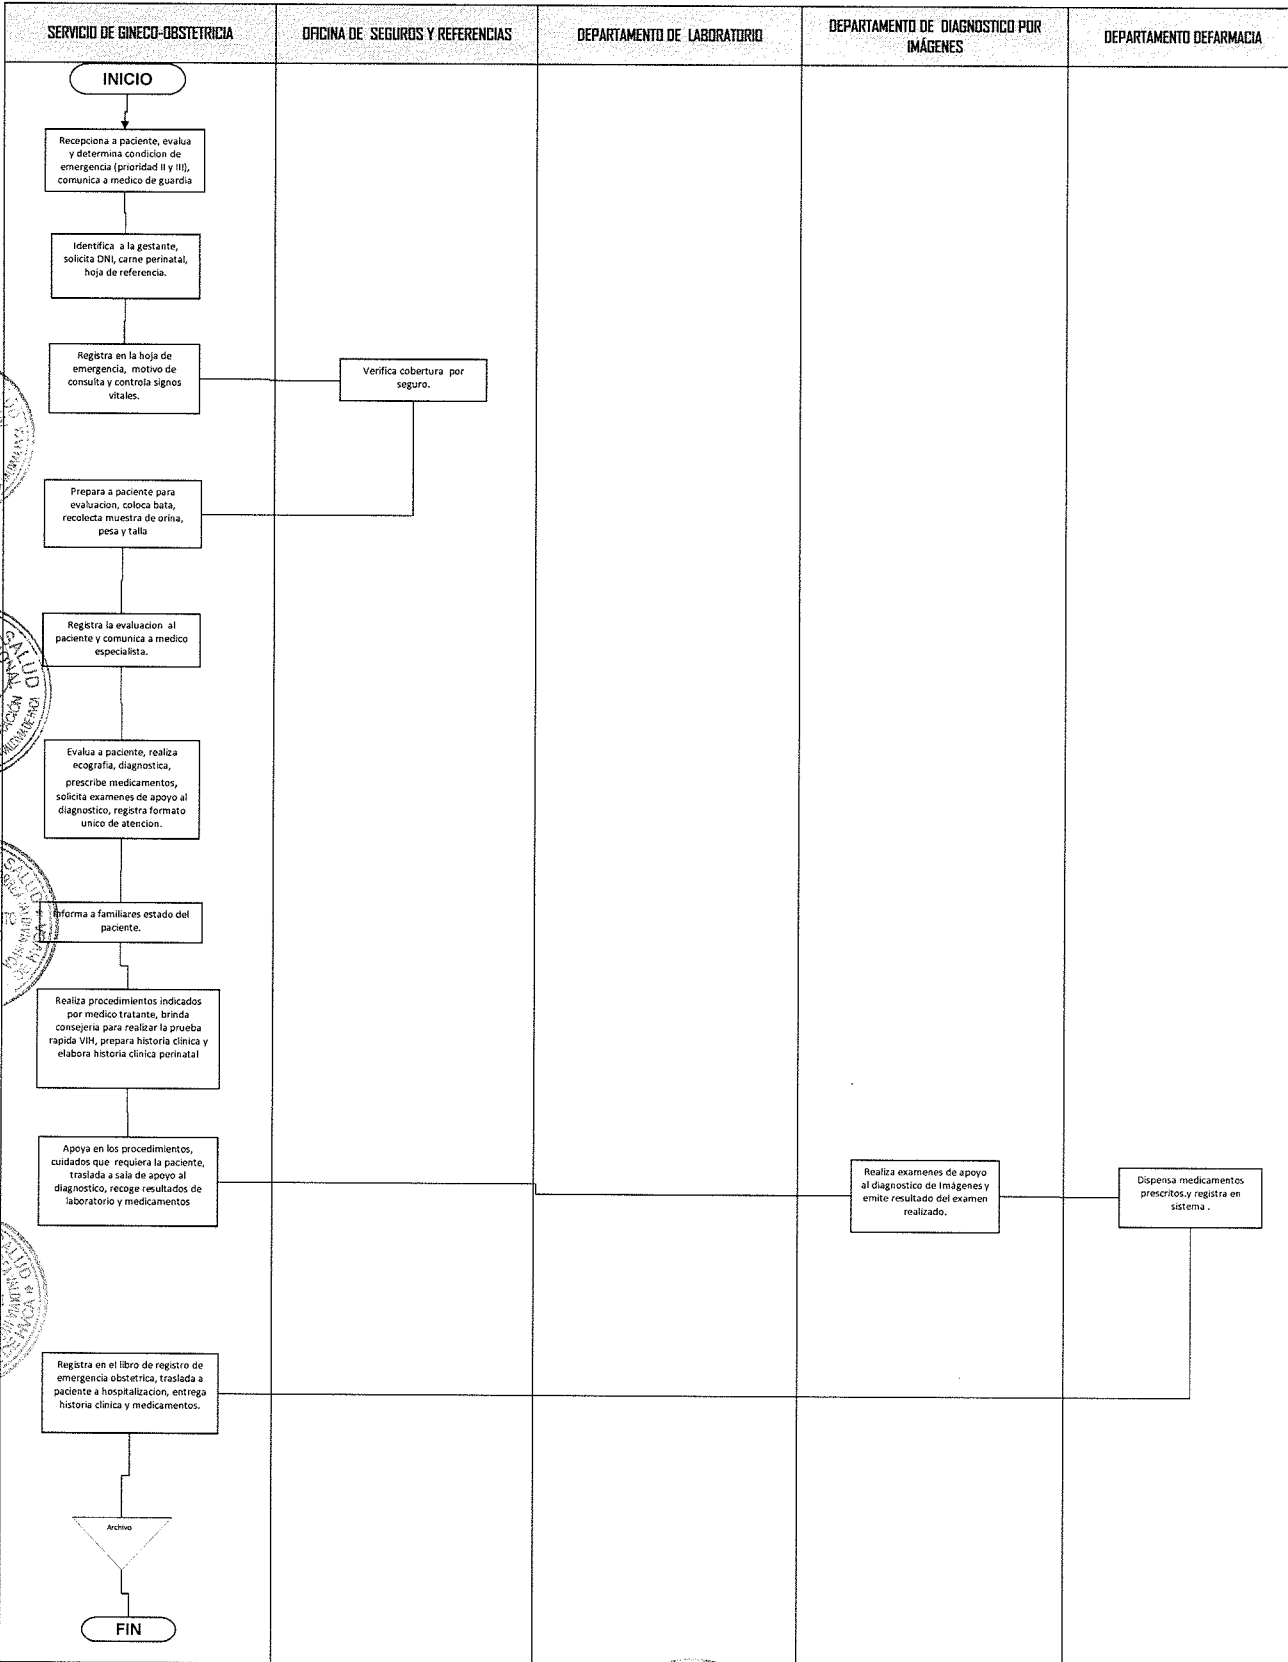 SERVICIO DE GINECO-OBSTETRICIA
OFICINA DE SEGUROS Y REFERENCIAS
DEPARTAMENTO DE LABORATORIO
DEPARTAMENTO DE DIAGNOSTICO POR
IMÁGENES
DEPARTAMENTO DEFARMACIA
INICIO
Recepciona a paciente, evalua
y determina condicion de
emergencia (prioridad II y III),
comunica a medico de guardia
Identifica a la gestante,
solicita DNI, carne perinatal,
hoja de referencia.
Registra en la hoja de
emergencia, motivo de
consulta y controla signos
vitales.
Verifica cobertura por
seguro.
Prepara a paciente para
evaluacion, coloca bata,
recolecta muestra de orina,
pesa y talla
Registra la evaluacion al
paciente y comunica a medico
especialista.
Evalua a paciente, realiza
ecografia, diagnostica,
prescribe medicamentos,
solicita examenes de apoyo al
diagnostico, registra formato
unico de atencion.
Informa a familiares estado del
paciente.
Realiza procedimientos indicados
por medico tratante, brinda
consejeria para realizar la prueba
rapida VIH, prepara historia clinica y
elabora historia clinica perinatal
Apoya en los procedimientos,
cuidados que requiera la paciente,
traslada a sala de apoyo al
diagnostico, recoge resultados de
laboratorio y medicamentos
Realiza examenes de apoyo
al diagnostico de Imágenes y
emite resultado del examen
realizado.
Dispensa medicamentos
prescritos.y registra en
sistema .
Registra en el libro de registro de
emergencia obstetrica, traslada a
paciente a hospitalizacion, entrega
historia clinica y medicamentos.
Archivo
FIN
SALUD
SALUD
SALUD